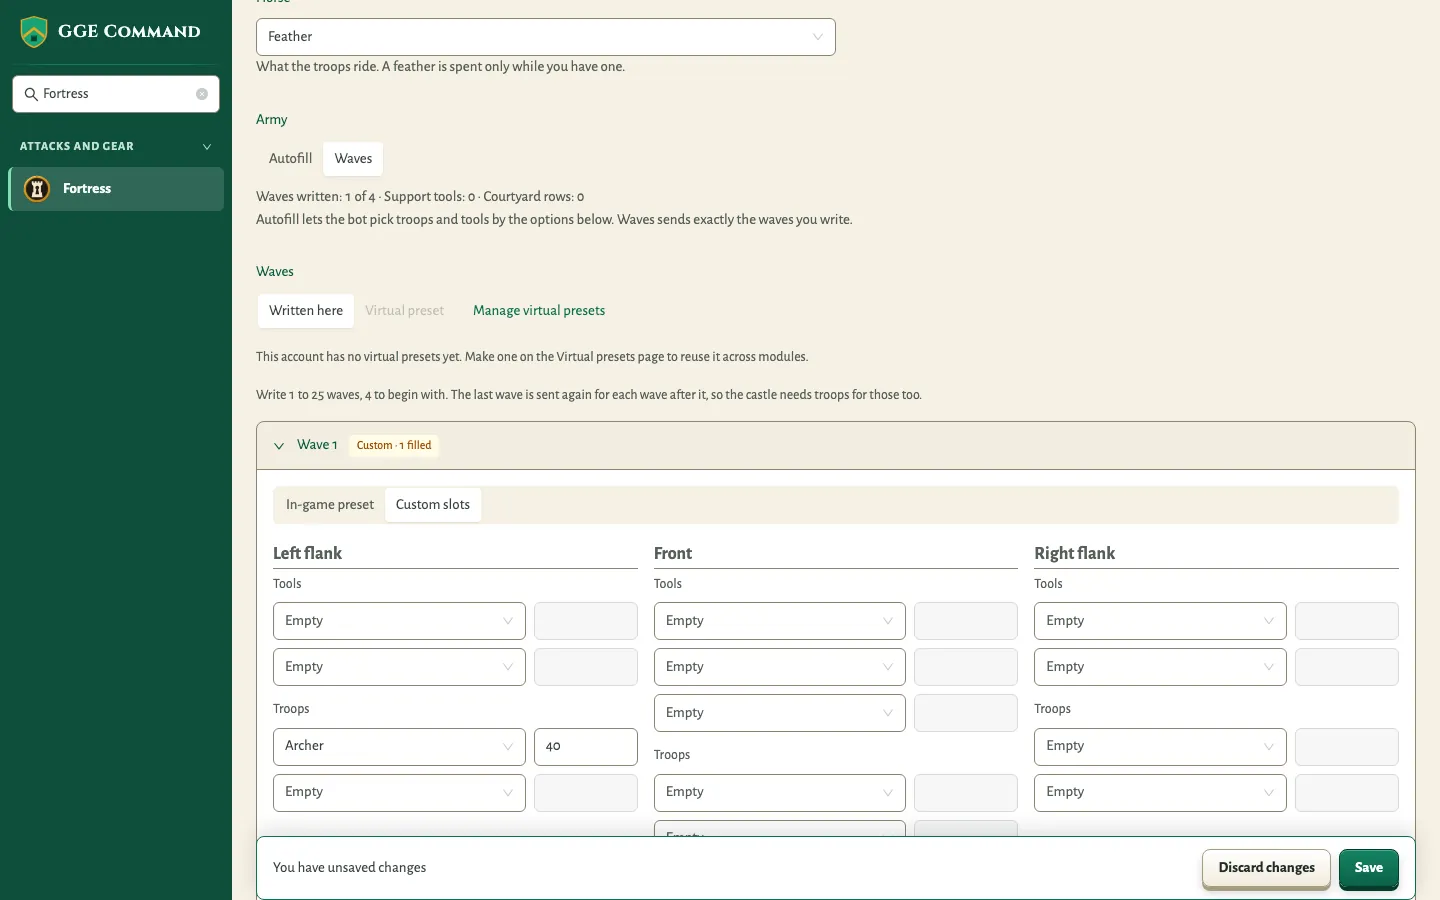 GGE COMMAND
Fortress
ATTACKS AND GEAR
Fortress
Feather
What the troops ride. A feather is spent only while you have one.
Army
Autofill
Waves
Waves written: 1 of 4 · Support tools: 0 · Courtyard rows: 0
Autofill lets the bot pick troops and tools by the options below. Waves sends exactly the waves you write.
Waves
Written here
Virtual preset
Manage virtual presets
This account has no virtual presets yet. Make one on the Virtual presets page to reuse it across modules.
Write 1 to 25 waves, 4 to begin with. The last wave is sent again for each wave after it, so the castle needs troops for those too.
Wave 1
Custom · 1 filled
In-game preset
Custom slots
Left flank
Tools
Empty
Empty
Troops
Archer
40
Empty
Front
Tools
Empty
Empty
Empty
Troops
Empty
Right flank
Tools
Empty
Empty
Troops
Empty
Empty
You have unsaved changes
Discard changes
Save